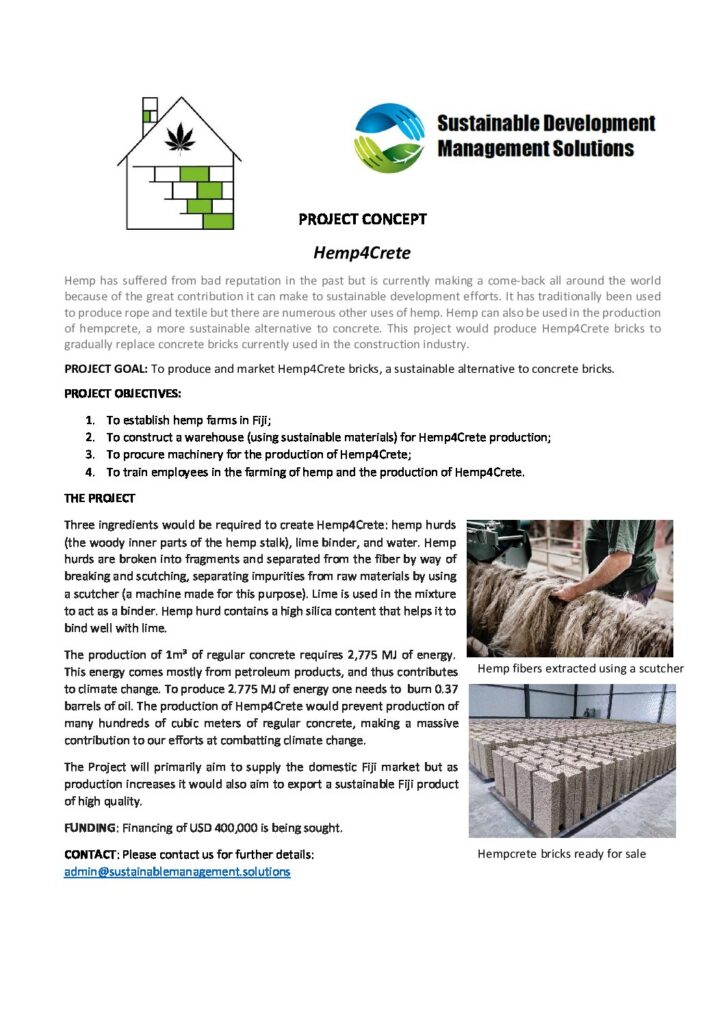 Sustainable Development
Management Solutions
PROJECT CONCEPT
Hemp4Crete
Hemp has suffered from bad reputation in the past but is currently making a come-back all around the world
because of the great contribution it can make to sustainable development efforts. It has traditionally been used
to produce rope and textile but there are numerous other uses of hemp. Hemp can also be used in the production
of hempcrete, a more sustainable alternative to concrete. This project would produce Hemp4Crete bricks to
gradually replace concrete bricks currently used in the construction industry.
PROJECT GOAL: To produce and market Hemp4Crete bricks, a sustainable alternative to concrete bricks.
PROJECT OBJECTIVES:
1. To establish hemp farms in Fiji;
2. To construct a warehouse (using sustainable materials) for Hemp4Crete production;
3. To procure machinery for the production of Hemp4Crete;
4. To train employees in the farming of hemp and the production of Hemp4Crete.
THE PROJECT
Three ingredients would be required to create Hemp4Crete: hemp hurds
(the woody inner parts of the hemp stalk), lime binder, and water. Hemp
hurds are broken into fragments and separated from the fiber by way of
breaking and scutching, separating impurities from raw materials by using
a scutcher (a machine made for this purpose). Lime is used in the mixture
to act as a binder. Hemp hurd contains a high silica content that helps it to
bind well with lime.
The production of 1m³ of regular concrete requires 2,775 MJ of energy.
This energy comes mostly from petroleum products, and thus contributes
to climate change. To produce 2.775 MJ of energy one needs to burn 0.37
barrels of oil. The production of Hemp4Crete would prevent production of
many hundreds of cubic meters of regular concrete, making a massive
contribution to our efforts at combatting climate change.
The Project will primarily aim to supply the domestic Fiji market but as
production increases it would also aim to export a sustainable Fiji product
of high quality.
FUNDING: Financing of USD 400,000 is being sought.
CONTACT: Please contact us for further details:
admin@sustainablemanagement.solutions
Hemp fibers extracted using a scutcher
Hempcrete bricks ready for sale